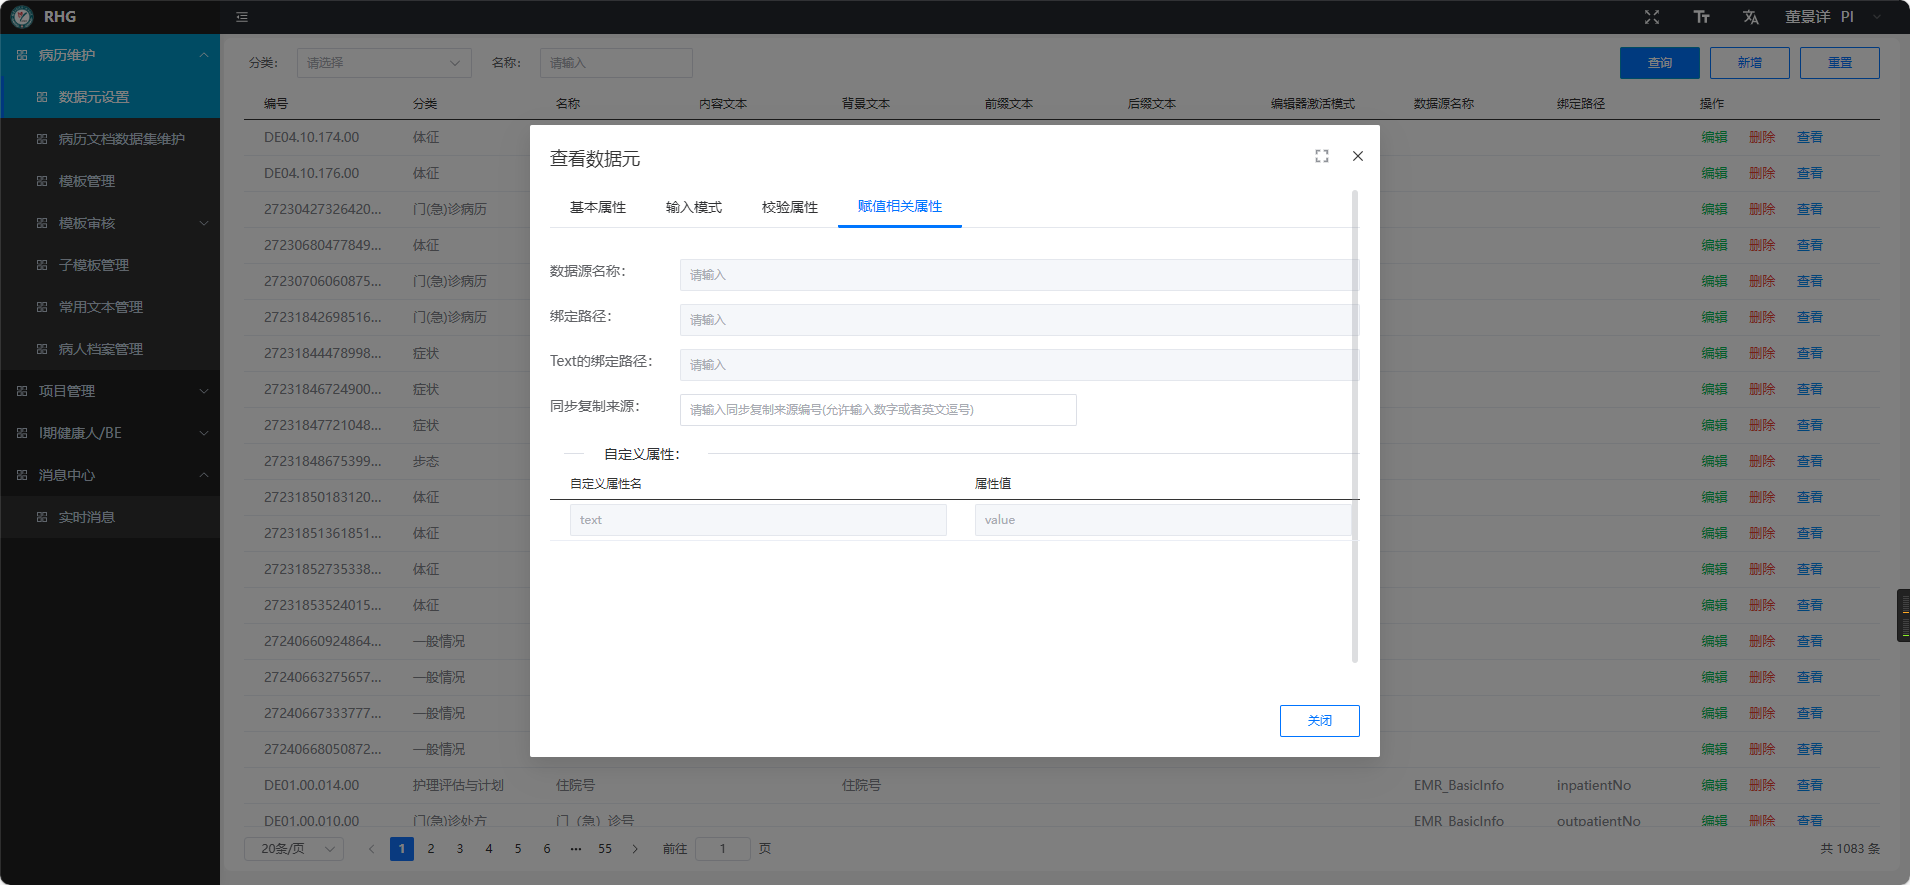 RHG
董景详 PI
病历维护
数据元设置
病历文档数据集维护
模板管理
模板审核
子模板管理
常用文本管理
病人档案管理
项目管理
I期健康人/BE
消息中心
实时消息
分类： 请选择 名称： 请输入 查询 新增 重置
编号 分类 名称 内容文本 背景文本 前缀文本 后缀文本 编辑器激活模式 数据源名称 绑定路径 操作
DE04.10.174.00 体征 编辑 删除 查看
DE04.10.176.00 体征 编辑 删除 查看
27230427326420... 门(急)诊病历 编辑 删除 查看
27230680477849... 体征 编辑 删除 查看
27230706060875... 门(急)诊病历 编辑 删除 查看
27231842698516... 门(急)诊病历 编辑 删除 查看
27231844478998... 症状 编辑 删除 查看
27231846724900... 症状 编辑 删除 查看
27231847721048... 症状 编辑 删除 查看
27231848675399... 步态 编辑 删除 查看
27231850183120... 体征 编辑 删除 查看
27231851361851... 体征 编辑 删除 查看
27231852735338... 体征 编辑 删除 查看
27231853524015... 体征 编辑 删除 查看
27240660924864... 一般情况 编辑 删除 查看
27240663275657... 一般情况 编辑 删除 查看
27240667333777... 一般情况 编辑 删除 查看
27240668050872... 一般情况 编辑 删除 查看
DE01.00.014.00 护理评估与计划 住院号 住院号 EMR_BasicInfo inpatientNo 编辑 删除 查看
DE01.00.010.00 门(急)诊处方 门（急）诊号 EMR_BasicInfo outpatientNo 编辑 删除 查看
20条/页 1 2 3 4 5 6 ... 55 前往 1 页 共 1083 条
查看数据元
基本属性 输入模式 校验属性 赋值相关属性
数据源名称： 请输入
绑定路径： 请输入
Text的绑定路径： 请输入
同步复制来源： 请输入同步复制来源编号(允许输入数字或者英文逗号)
自定义属性：
自定义属性名 属性值
text value
关闭